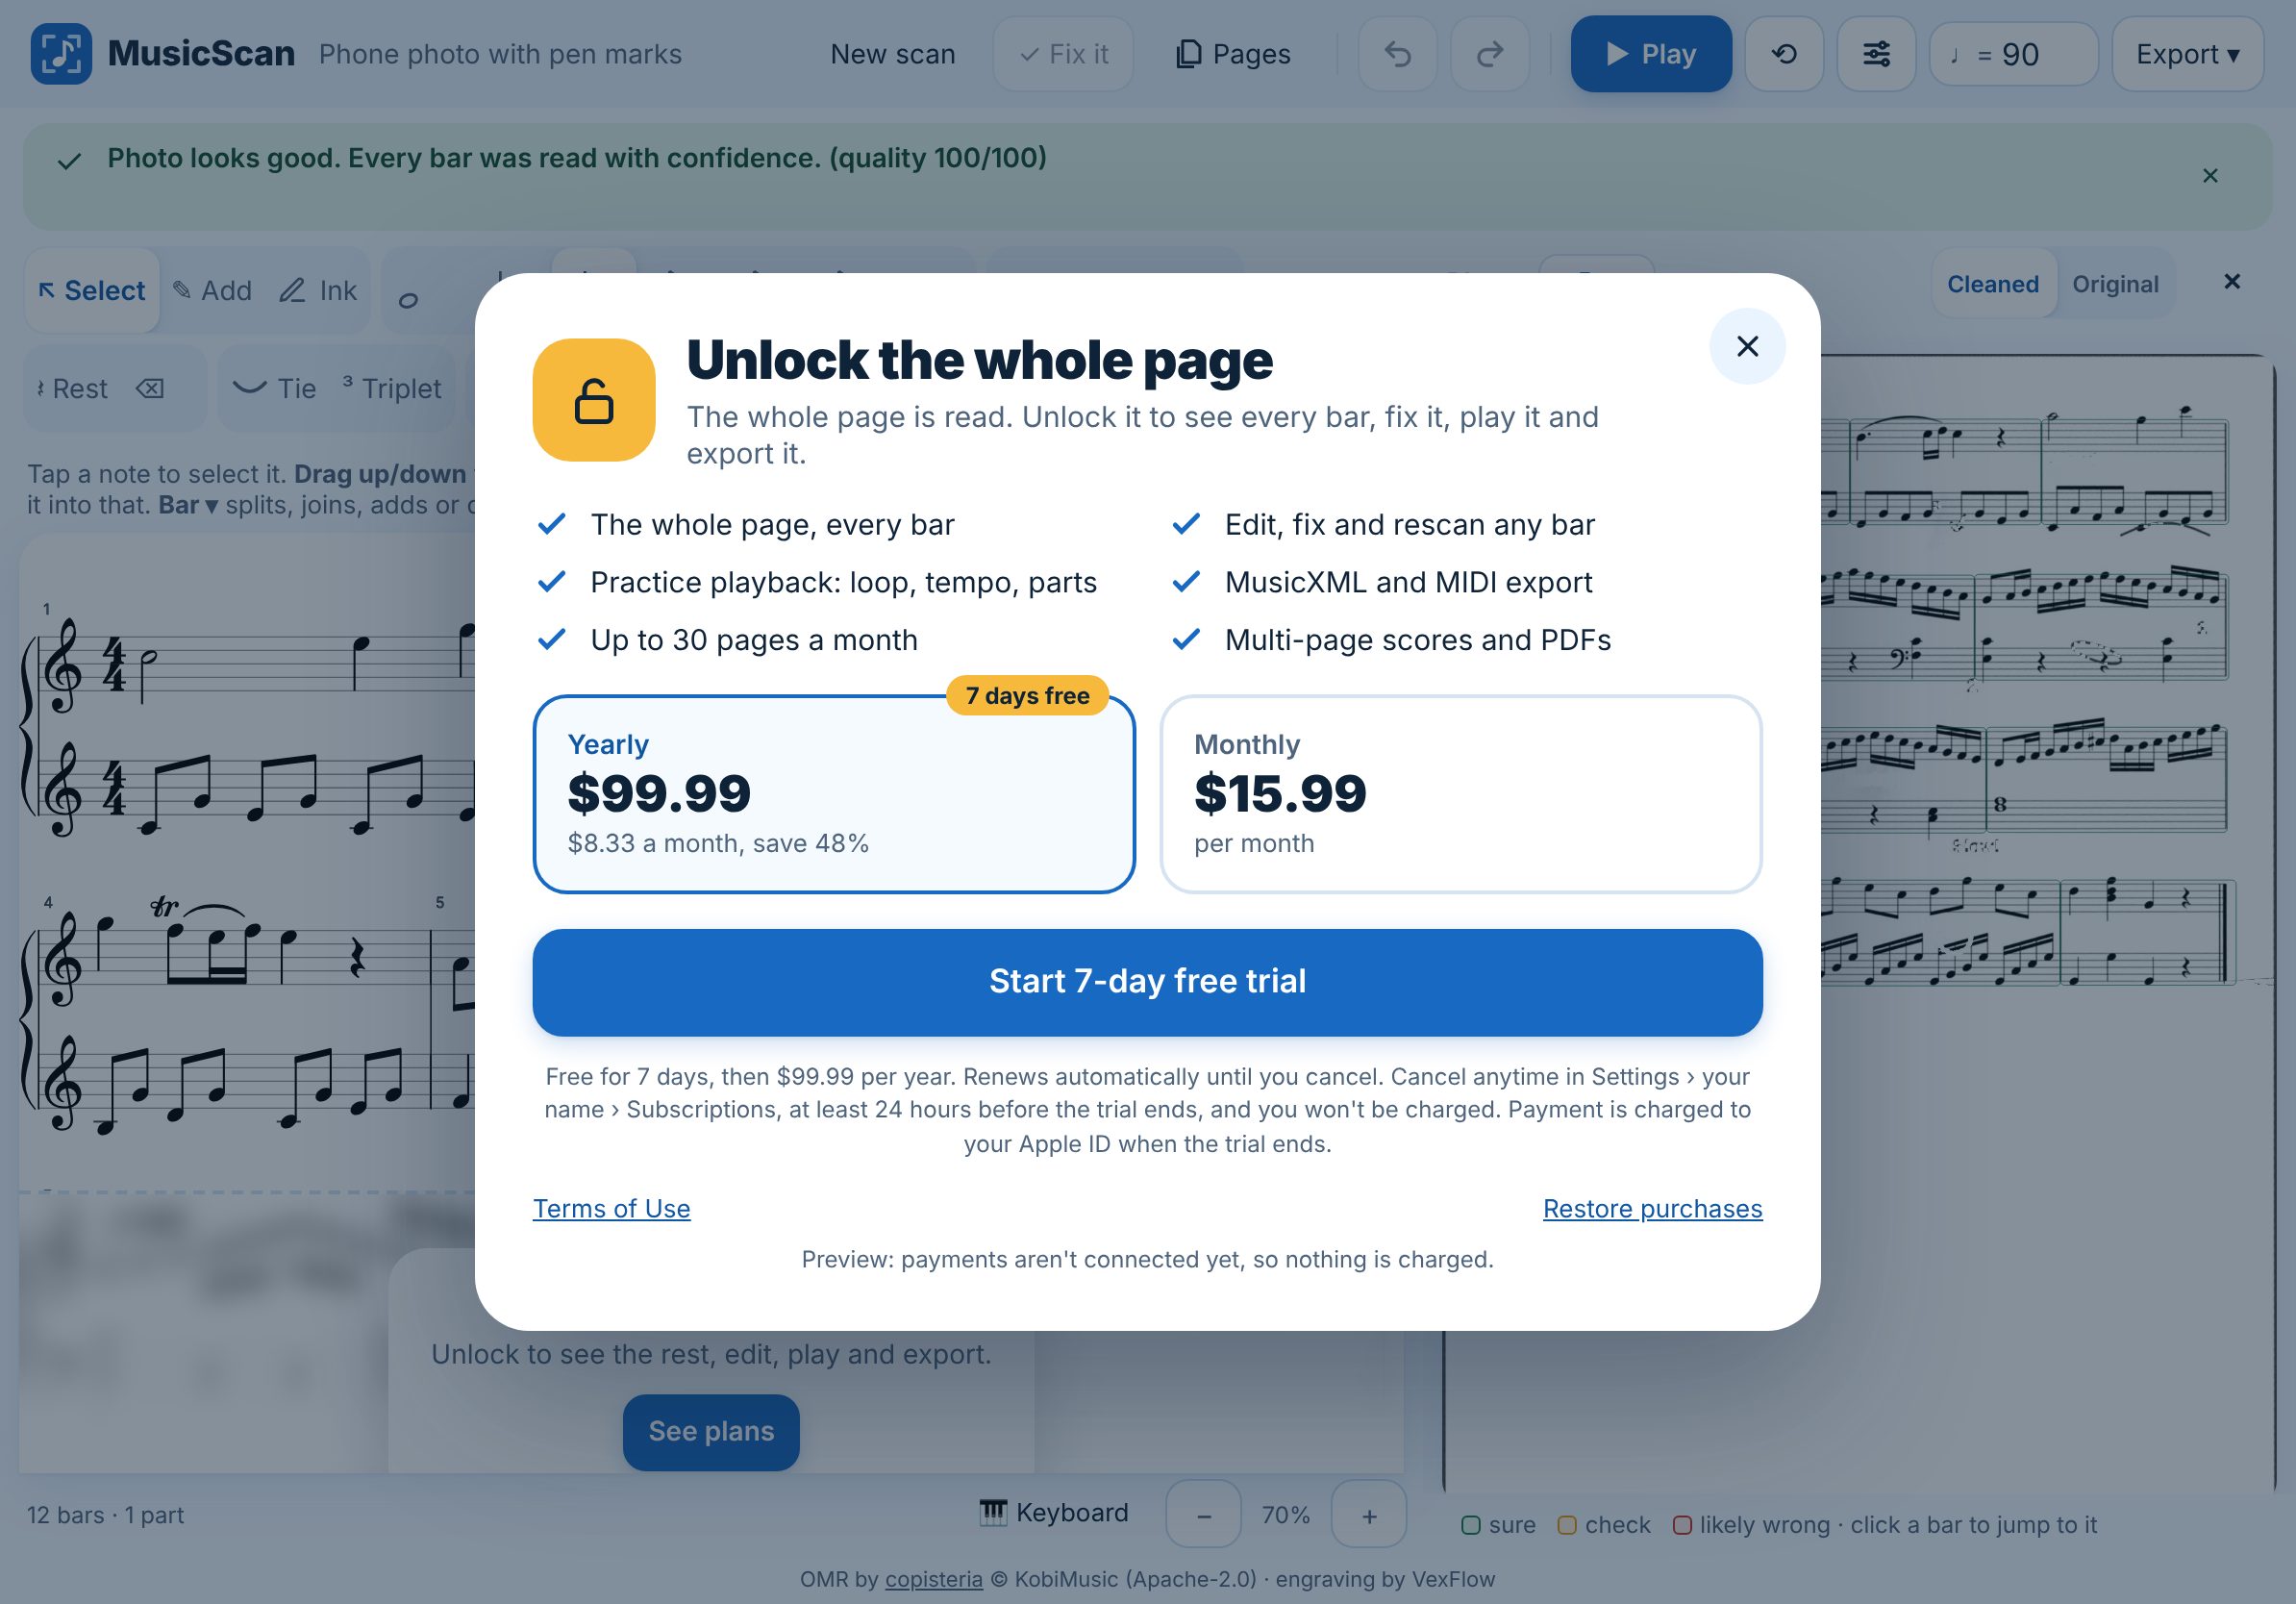 MusicScan
Phone photo with pen marks
New scan
✓ Fix it
Pages
▶ Play
♩ = 90
Export ▾
Photo looks good. Every bar was read with confidence. (quality 100/100)
Select
Add
Ink
Cleaned
Original
Rest
Tie
3 Triplet
Tap a note to select it. Drag up/down
it into that. Bar ▾ splits, joins, adds or
Unlock the whole page
The whole page is read. Unlock it to see every bar, fix it, play it and
export it.
The whole page, every bar
Edit, fix and rescan any bar
Practice playback: loop, tempo, parts
MusicXML and MIDI export
Up to 30 pages a month
Multi-page scores and PDFs
7 days free
Yearly
$99.99
$8.33 a month, save 48%
Monthly
$15.99
per month
Start 7-day free trial
Free for 7 days, then $99.99 per year. Renews automatically until you cancel. Cancel anytime in Settings › your
name › Subscriptions, at least 24 hours before the trial ends, and you won't be charged. Payment is charged to
your Apple ID when the trial ends.
Terms of Use
Restore purchases
Preview: payments aren't connected yet, so nothing is charged.
1
4
4
4
4
4
tr
5
Unlock to see the rest, edit, play and export.
See plans
12 bars · 1 part
Keyboard
−
70%
+
sure
check
likely wrong · click a bar to jump to it
OMR by copisteria © KobiMusic (Apache-2.0) · engraving by VexFlow